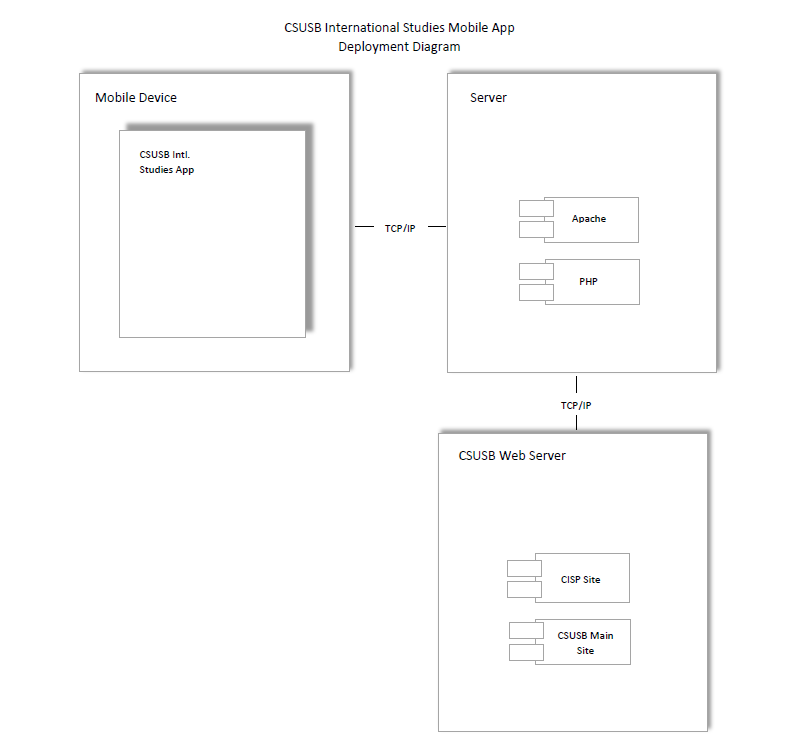 CSUSB International Studies Mobile App
Deployment Diagram
Mobile Device
CSUSB Intl.
Studies App
TCP/IP
Server
Apache
PHP
TCP/IP
CSUSB Web Server
CISP Site
CSUSB Main
Site